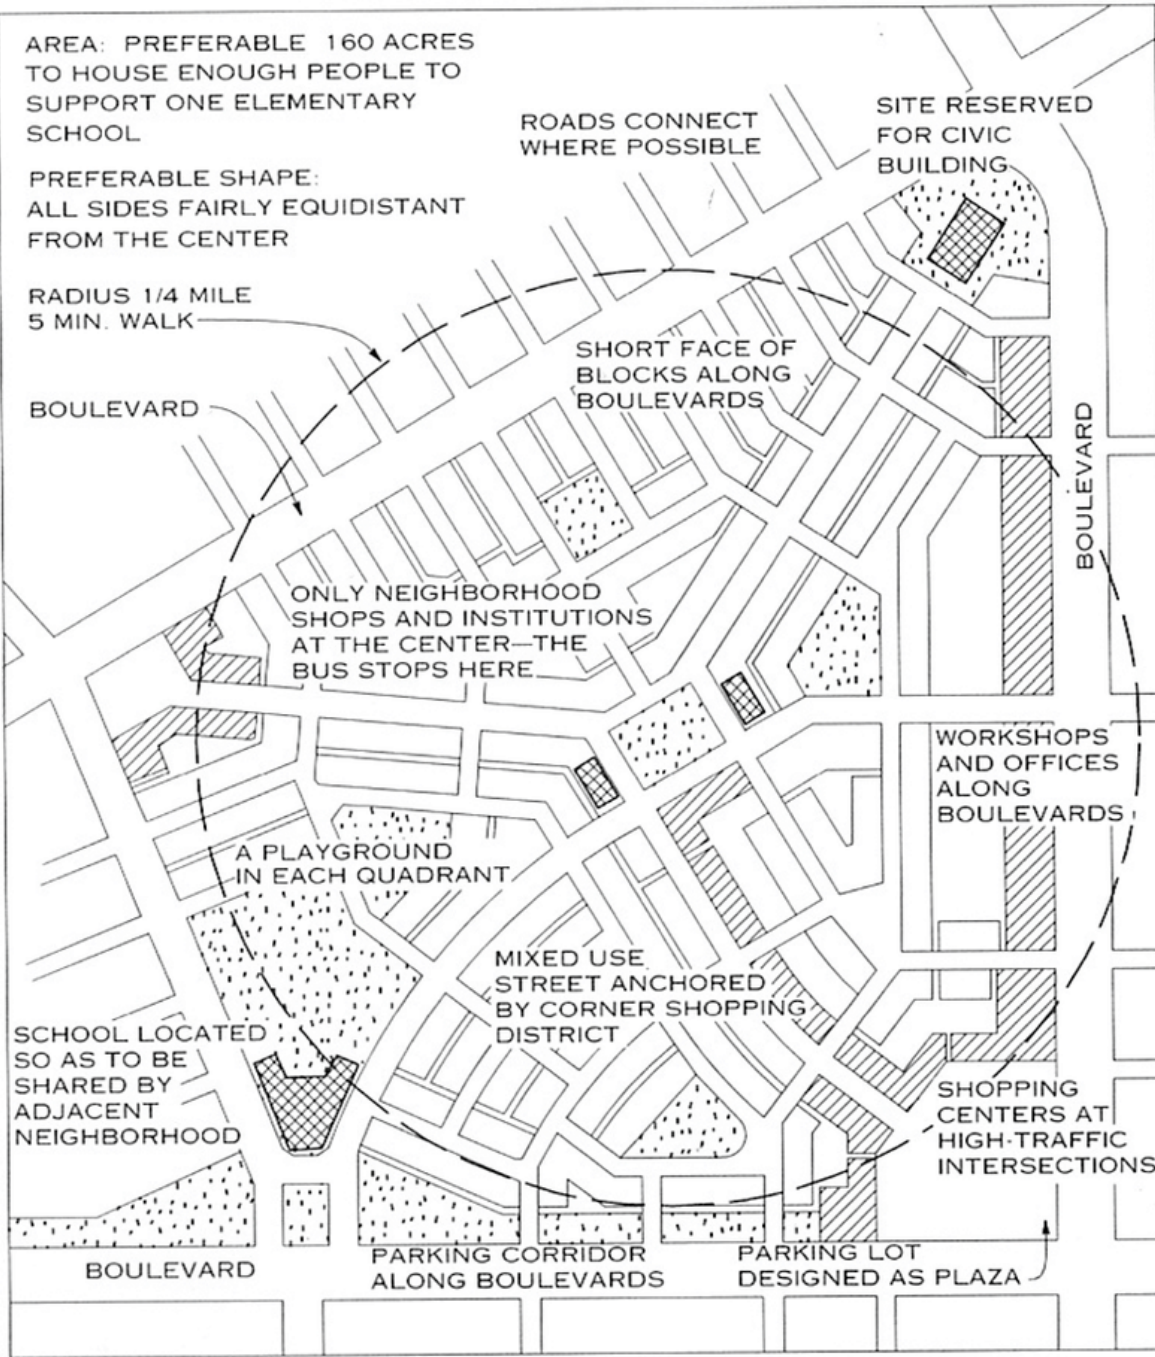 AREA: PREFERABLE 160 ACRES
TO HOUSE ENOUGH PEOPLE TO
SUPPORT ONE ELEMENTARY
SCHOOL
PREFERABLE SHAPE:
ALL SIDES FAIRLY EQUIDISTANT
FROM THE CENTER
RADIUS 1/4 MILE
5 MIN. WALK
BOULEVARD
ROADS CONNECT
WHERE POSSIBLE
SITE RESERVED
FOR CIVIC
BUILDING
SHORT FACE OF
BLOCKS ALONG
BOULEVARDS
BOULEVARD
ONLY NEIGHBORHOOD
SHOPS AND INSTITUTIONS
AT THE CENTER—THE
BUS STOPS HERE
WORKSHOPS
AND OFFICES
ALONG
BOULEVARDS
A PLAYGROUND
IN EACH QUADRANT
MIXED USE
STREET ANCHORED
BY CORNER SHOPPING
DISTRICT
SCHOOL LOCATED
SO AS TO BE
SHARED BY
ADJACENT
NEIGHBORHOOD
SHOPPING
CENTERS AT
HIGH-TRAFFIC
INTERSECTIONS
BOULEVARD
PARKING CORRIDOR
ALONG BOULEVARDS
PARKING LOT
DESIGNED AS PLAZA